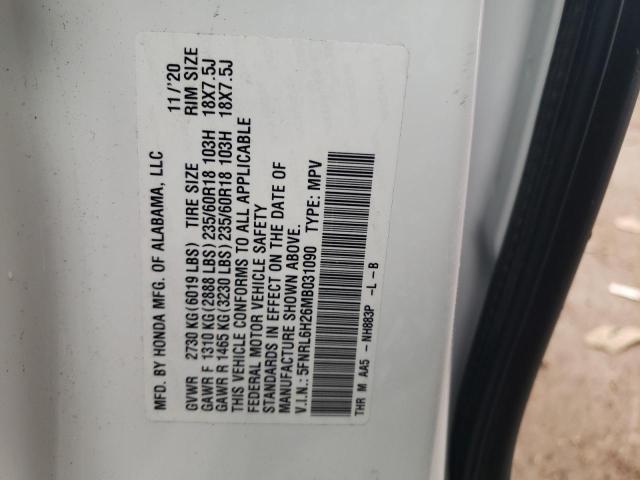 MFD. BY HONDA MFG. OF ALABAMA, LLC 11/'20
GVWR 2730 KG (6019 LBS) TIRE SIZE RIM SIZE
GAWR F 1310 KG (2888 LBS) 235/60R18 103H 18X7.5J
GAWR R 1465 KG (3230 LBS) 235/60R18 103H 18X7.5J
THIS VEHICLE CONFORMS TO ALL APPLICABLE
FEDERAL MOTOR VEHICLE SAFETY
STANDARDS IN EFFECT ON THE DATE OF
MANUFACTURE SHOWN ABOVE.
V.I.N.: 5FNRL6H26MB031090 TYPE: MPV
THR M AA5 - NH883P -L -B